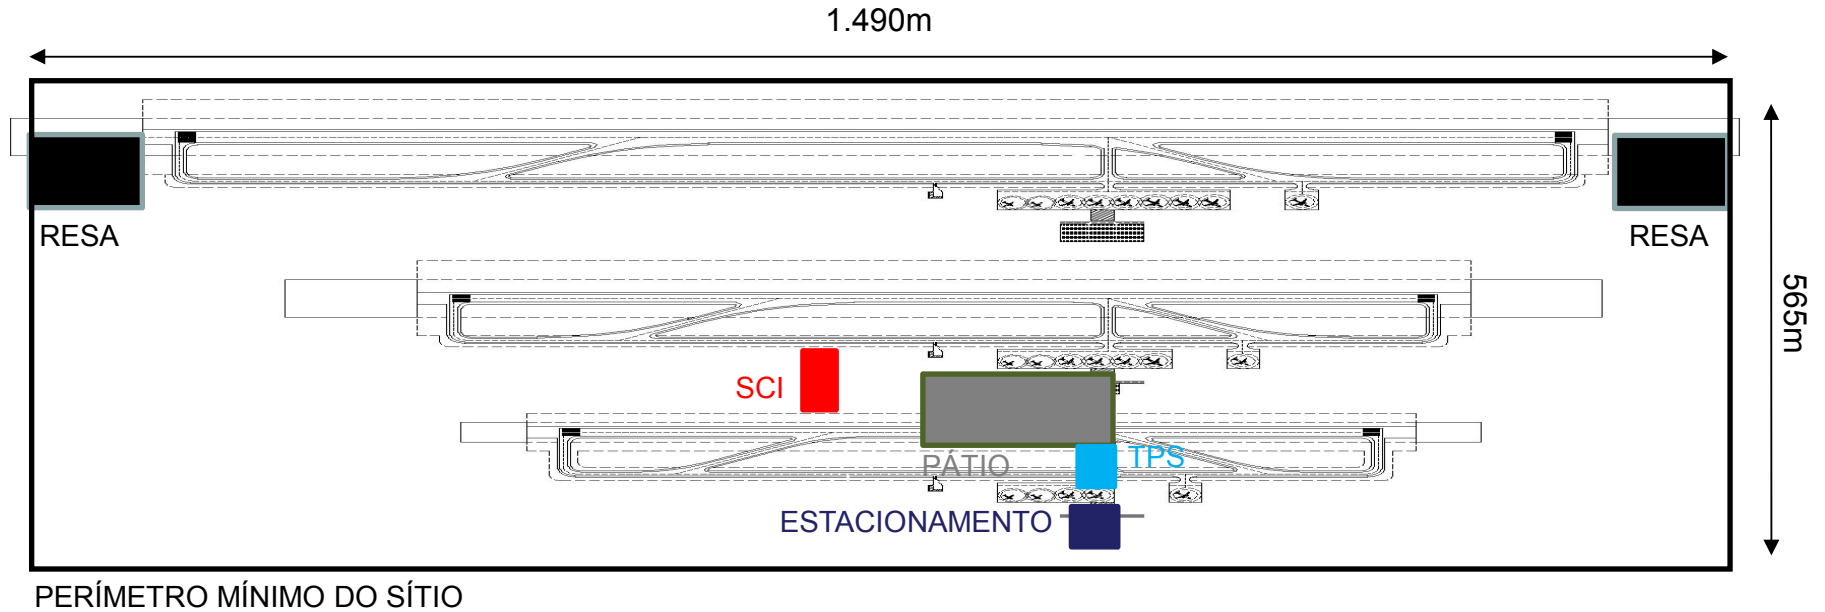 1.490m
RESA
RESA
565m
SCI
PÁTIO
TPS
ESTACIONAMENTO
PERÍMETRO MÍNIMO DO SÍTIO